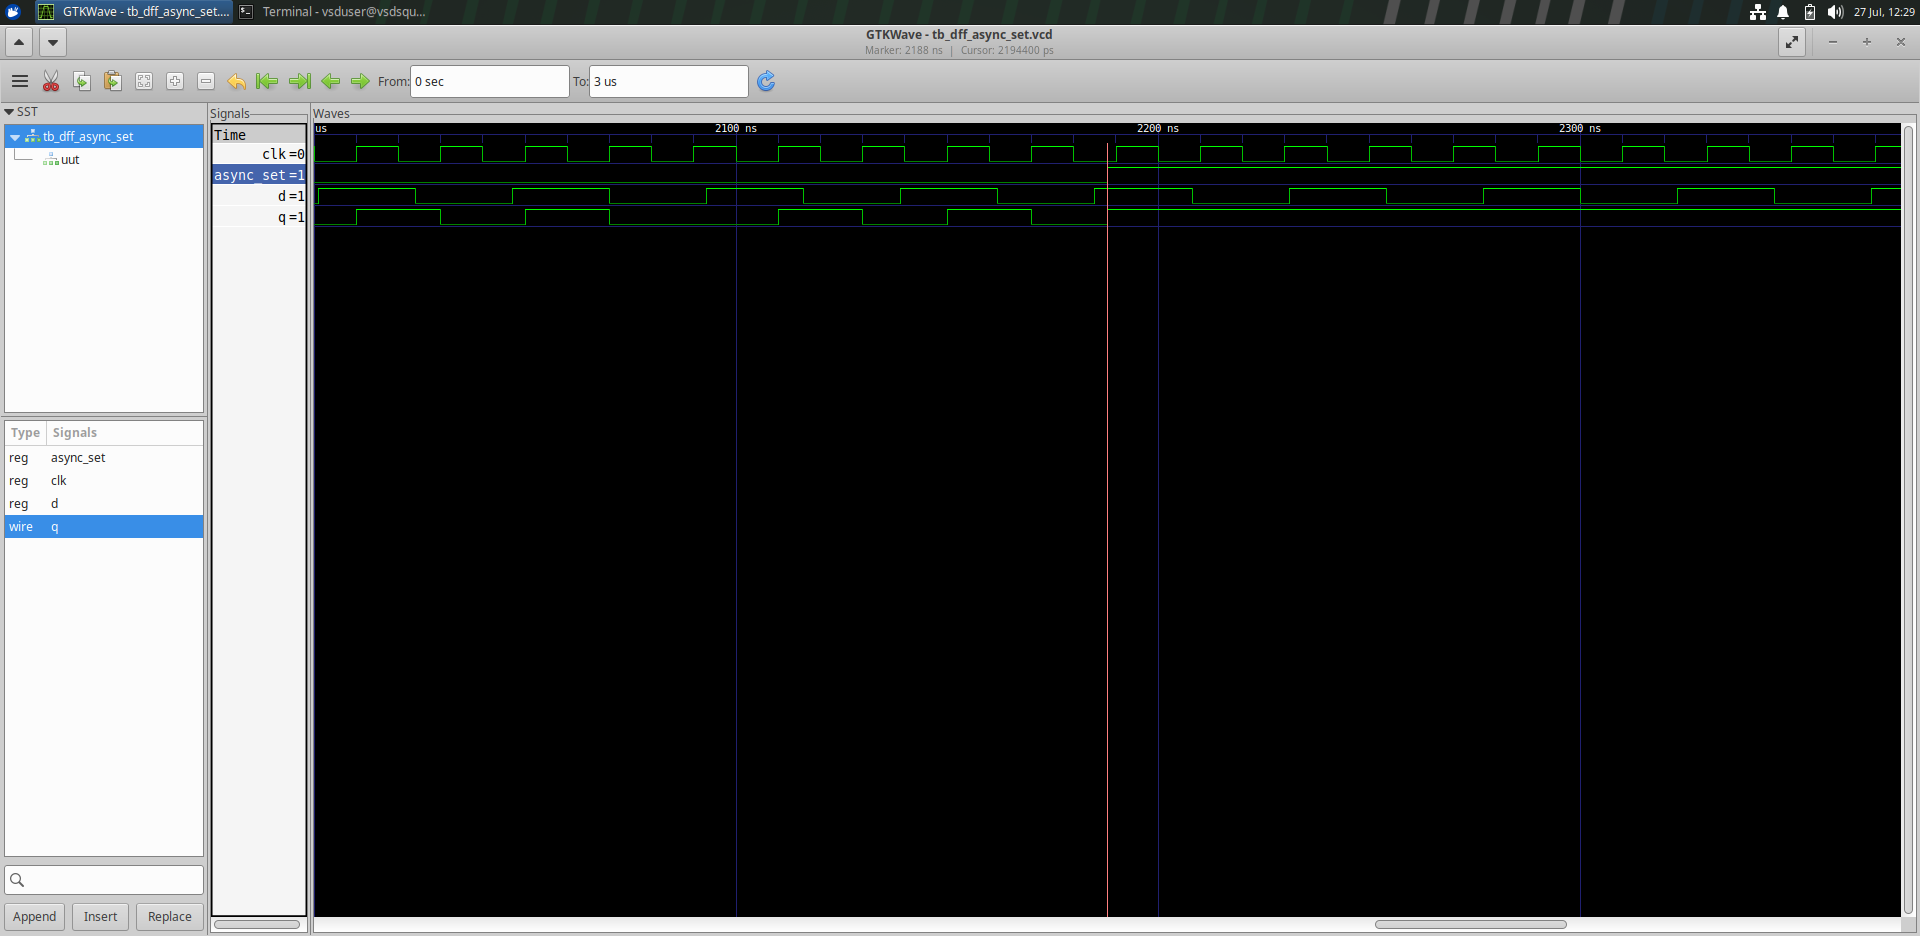 GTKWave - tb_dff_async_set....
Terminal - vsduser@vsdsqu...
27 Jul, 12:29
GTKWave - tb_dff_async_set.vcd
Marker: 2188 ns | Cursor: 2194400 ps
From: 0 sec To: 3 us
SST
tb_dff_async_set
uut
Type Signals
reg async_set
reg clk
reg d
wire q
Append Insert Replace
Signals
Time
clk=0
async_set=1
d=1
q=1
Waves
us 2100 ns 2200 ns 2300 ns